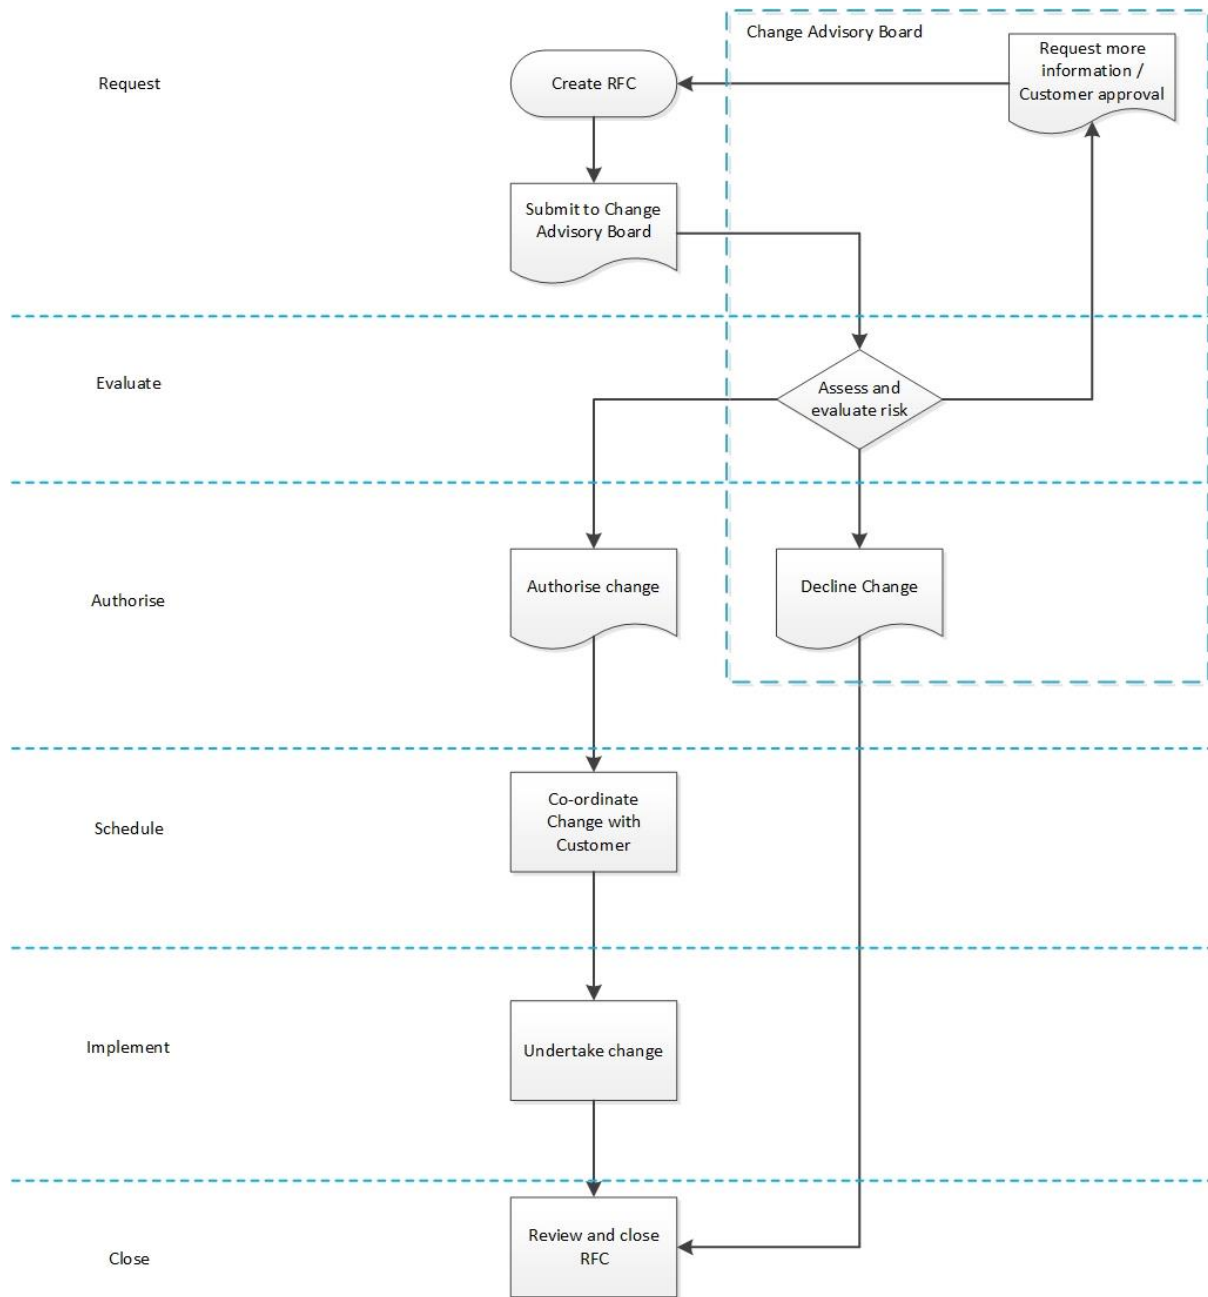 Change Advisory Board
Request more
information /
Customer approval
Request
Create RFC
Submit to Change
Advisory Board
Evaluate
Assess and
evaluate risk
Authorise
Authorise change
Decline Change
Schedule
Co-ordinate
Change with
Customer
Implement
Undertake change
Close
Review and close
RFC